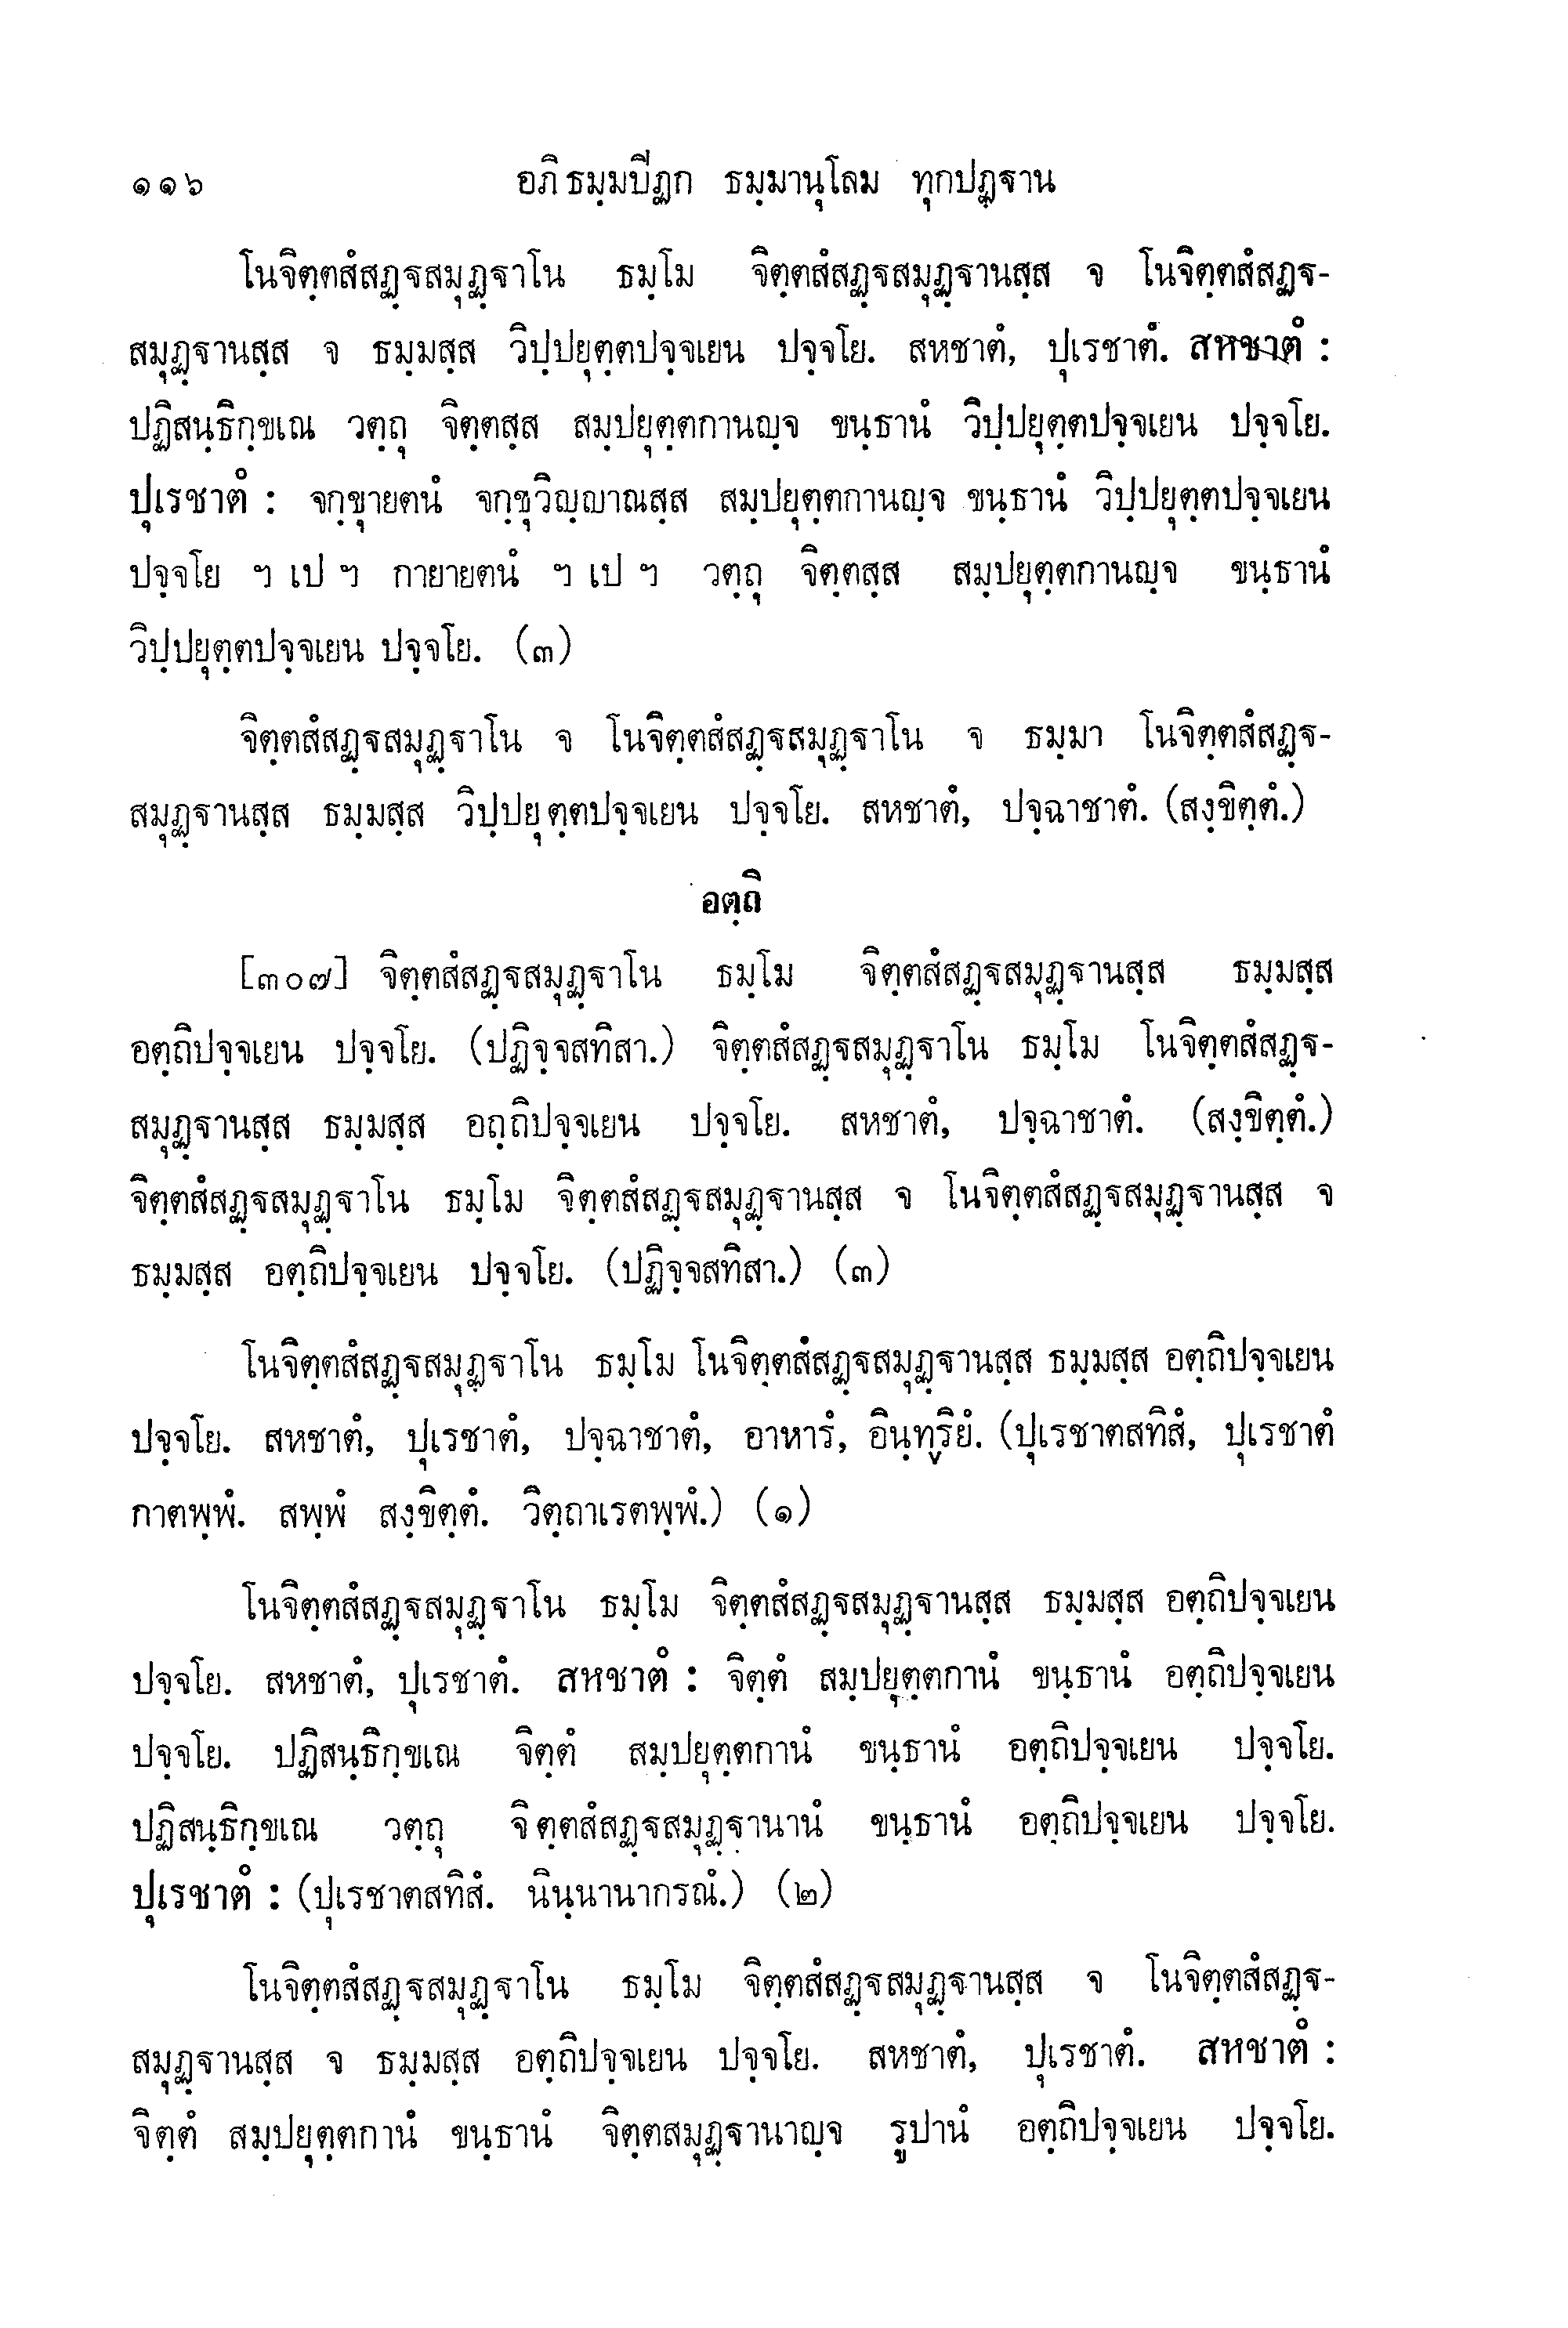 ๑๑๖ อภิธมฺมปิฏก ธมฺมานุโลม ทุกปฏฺฐาน
โนจิตฺตสํสฏฺฐสมุฏฺฐาโน ธมฺโม จิตฺตสํสฏฺฐสมุฏฺฐานสฺส จ โนจิตฺตสํสฏฺฐ-
สมุฏฺฐานสฺส จ ธมฺมสฺส วิปฺปยุตฺตปจฺจเยน ปจฺจโย. สหชาตํ, ปุเรชาตํ. สหชาตํ :
ปฏิสนฺธิกฺขเณ วตฺถุ จิตฺตสฺส สมฺปยุตฺตกานญฺจ ขนฺธานํ วิปฺปยุตฺตปจฺจเยน ปจฺจโย.
ปุเรชาตํ : จกฺขุายตนํ จกฺขุวิญฺญาณสฺส สมฺปยุตฺตกานญฺจ ขนฺธานํ วิปฺปยุตฺตปจฺจเยน
ปจฺจโย ฯ เป ฯ กายายตนํ ฯ เป ฯ วตฺถุ จิตฺตสฺส สมฺปยุตฺตกานญฺจ ขนฺธานํ
วิปฺปยุตฺตปจฺจเยน ปจฺจโย. (๓)
จิตฺตสํสฏฺฐสมุฏฺฐาโน จ โนจิตฺตสํสฏฺฐสมุฏฺฐาโน จ ธมฺมา โนจิตฺตสํสฏฺฐ-
สมุฏฺฐานสฺส ธมฺมสฺส วิปฺปยุตฺตปจฺจเยน ปจฺจโย. สหชาตํ, ปจฺฉาชาตํ. (สงฺขิตฺตํ.)
อตฺถิ
[๓๐๗] จิตฺตสํสฏฺฐสมุฏฺฐาโน ธมฺโม จิตฺตสํสฏฺฐสมุฏฺฐานสฺส ธมฺมสฺส
อตฺถิปจฺจเยน ปจฺจโย. (ปฏิจฺจสทิสา.) จิตฺตสํสฏฺฐสมุฏฺฐาโน ธมฺโม โนจิตฺตสํสฏฺฐ-
สมุฏฺฐานสฺส ธมฺมสฺส อถฺถิปจฺจเยน ปจฺจโย. สหชาตํ, ปจฺฉาชาตํ. (สงฺขิตฺตํ.)
จิตฺตสํสฏฺฐสมุฏฺฐาโน ธมฺโม จิตฺตสํสฏฺฐสมุฏฺฐานสฺส จ โนจิตฺตสํสฏฺฐสมุฏฺฐานสฺส จ
ธมฺมสฺส อตฺถิปจฺจเยน ปจฺจโย. (ปฏิจฺจสทิสา.) (๓)
โนจิตฺตสํสฏฺฐสมุฏฺฐาโน ธมฺโม โนจิตฺตสํสฏฺฐสมุฏฺฐานสฺส ธมฺมสฺส อตฺถิปจฺจเยน
ปจฺจโย. สหชาตํ, ปุเรชาตํ, ปจฺฉาชาตํ, อาหารํ, อินฺทฺริยํ. (ปุเรชาตสทิสํ, ปุเรชาตํ
กาตพฺพํ. สพฺพํ สงฺขิตฺตํ. วิตฺถาเรตพฺพํ.) (๑)
โนจิตฺตสํสฏฺฐสมุฏฺฐาโน ธมฺโม จิตฺตสํสฏฺฐสมุฏฺฐานสฺส ธมฺมสฺส อตฺถิปจฺจเยน
ปจฺจโย. สหชาตํ, ปุเรชาตํ. สหชาตํ : จิตฺตํ สมฺปยุตฺตกานํ ขนฺธานํ อตฺถิปจฺจเยน
ปจฺจโย. ปฏิสนฺธิกฺขเณ จิตฺตํ สมฺปยุตฺตกานํ ขนฺธานํ อตฺถิปจฺจเยน ปจฺจโย.
ปฏิสนฺธิกฺขเณ วตฺถุ จิตฺตสํสฏฺฐสมุฏฺฐานานํ ขนฺธานํ อตฺถิปจฺจเยน ปจฺจโย.
ปุเรชาตํ : (ปุเรชาตสทิสํ. นินฺนานากรณํ.) (๒)
โนจิตฺตสํสฏฺฐสมุฏฺฐาโน ธมฺโม จิตฺตสํสฏฺฐสมุฏฺฐานสฺส จ โนจิตฺตสํสฏฺฐ-
สมุฏฺฐานสฺส จ ธมฺมสฺส อตฺถิปจฺจเยน ปจฺจโย. สหชาตํ, ปุเรชาตํ. สหชาตํ :
จิตฺตํ สมฺปยุตฺตกานํ ขนฺธานํ จิตฺตสมุฏฺฐานาญฺจ รูปานํ อตฺถิปจฺจเยน ปจฺจโย.